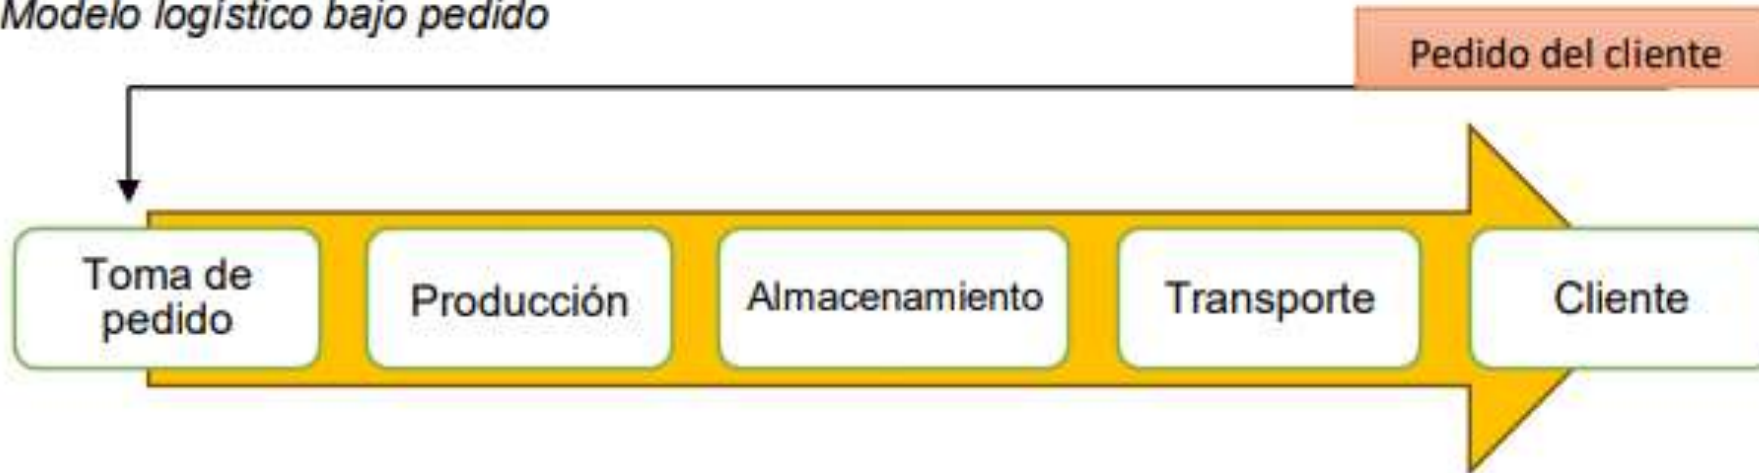 Modelo logístico bajo pedido
Pedido del cliente
Toma de
pedido
Producción
Almacenamiento
Transporte
Cliente